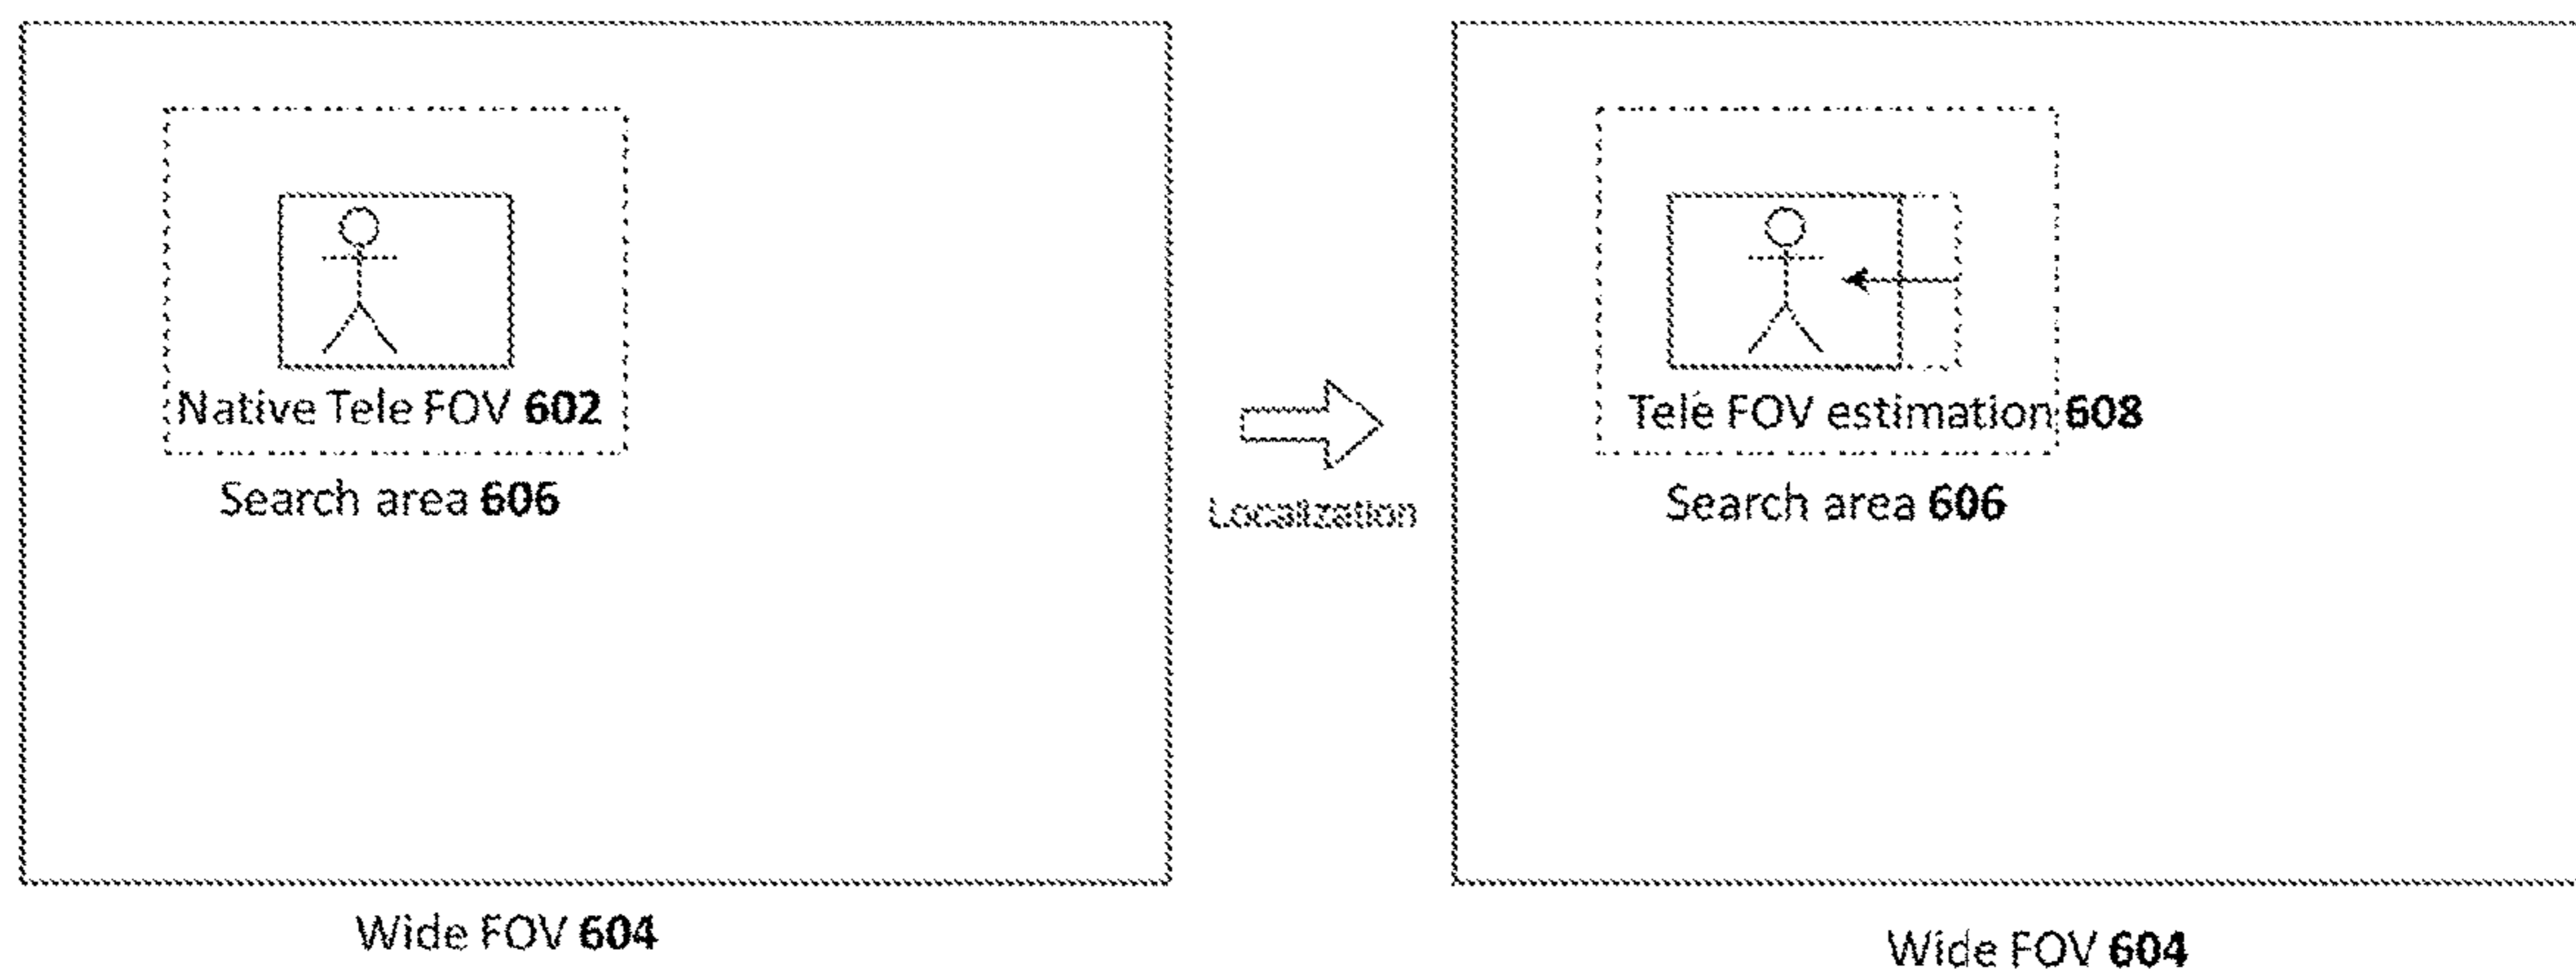 Native Tele FOV 602
Search area 606
Wide FOV 604
Localization
Tele FOV estimation 608
Search area 606
Wide FOV 604